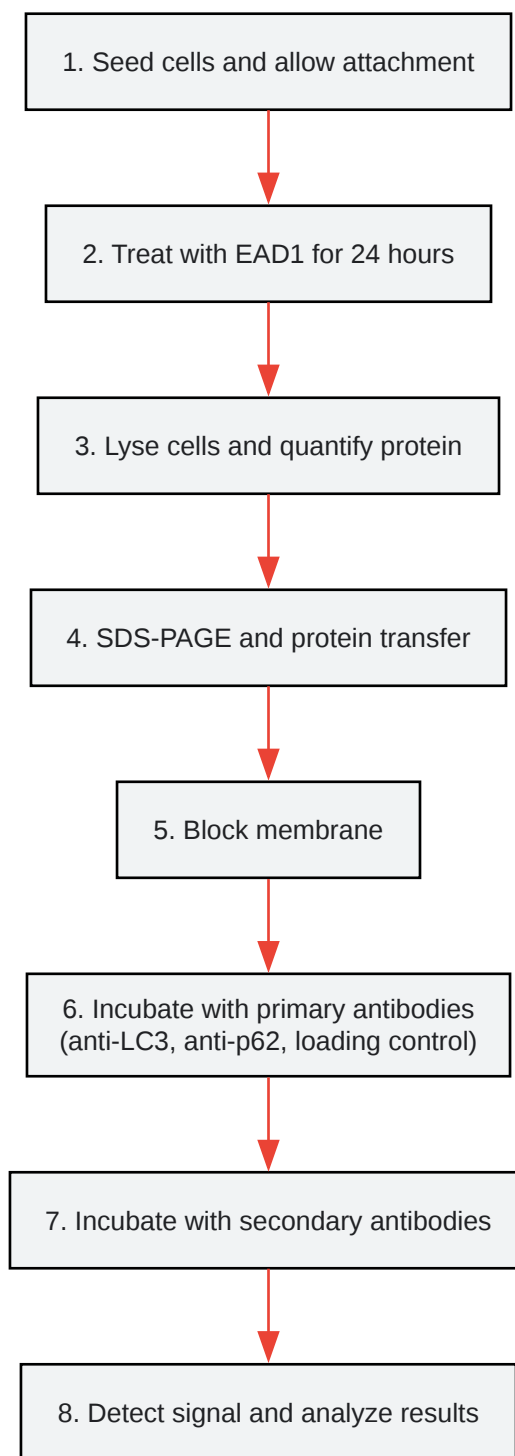 1. Seed cells and allow attachment
2. Treat with EAD1 for 24 hours
3. Lyse cells and quantify protein
4. SDS-PAGE and protein transfer
5. Block membrane
6. Incubate with primary antibodies
(anti-LC3, anti-p62, loading control)
7. Incubate with secondary antibodies
8. Detect signal and analyze results